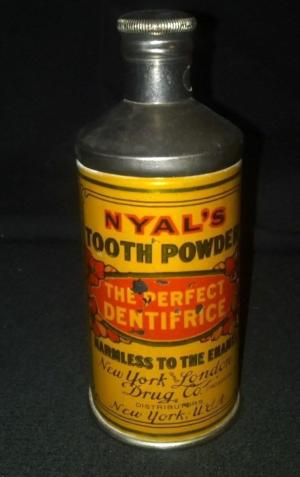 NYAL'S
TOOTH POWDER
THE PERFECT
DENTIFRICE
HARMLESS TO THE ENAMEL
New York London
Drug Co.
DISTRIBUTORS
New York, U.S.A.